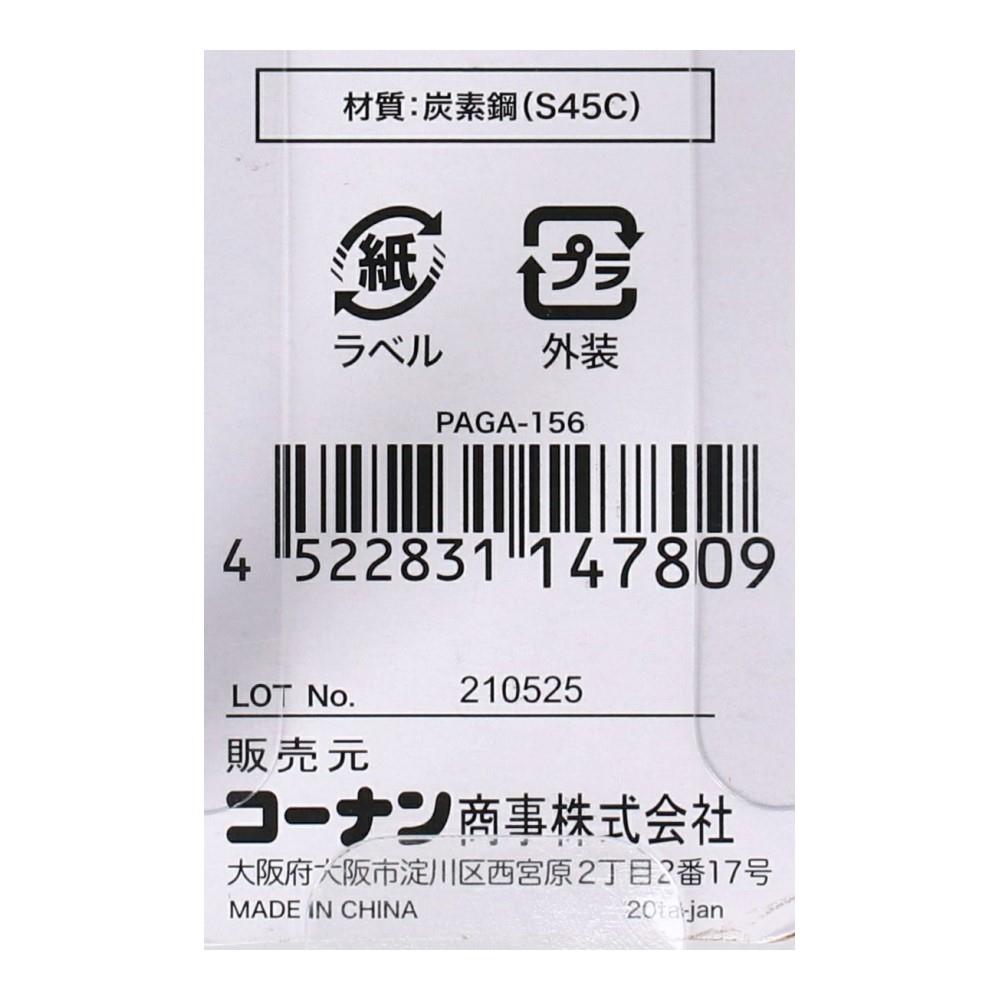 材質:炭素鋼(S45C)
紙 プラ
ラベル 外装
PAGA-156
4 522831 147809
LOT No. 210525
販売元
コーナン商事株式会社
大阪府大阪市淀川区西宮原2丁目2番17号
MADE IN CHINA 20ta-jan